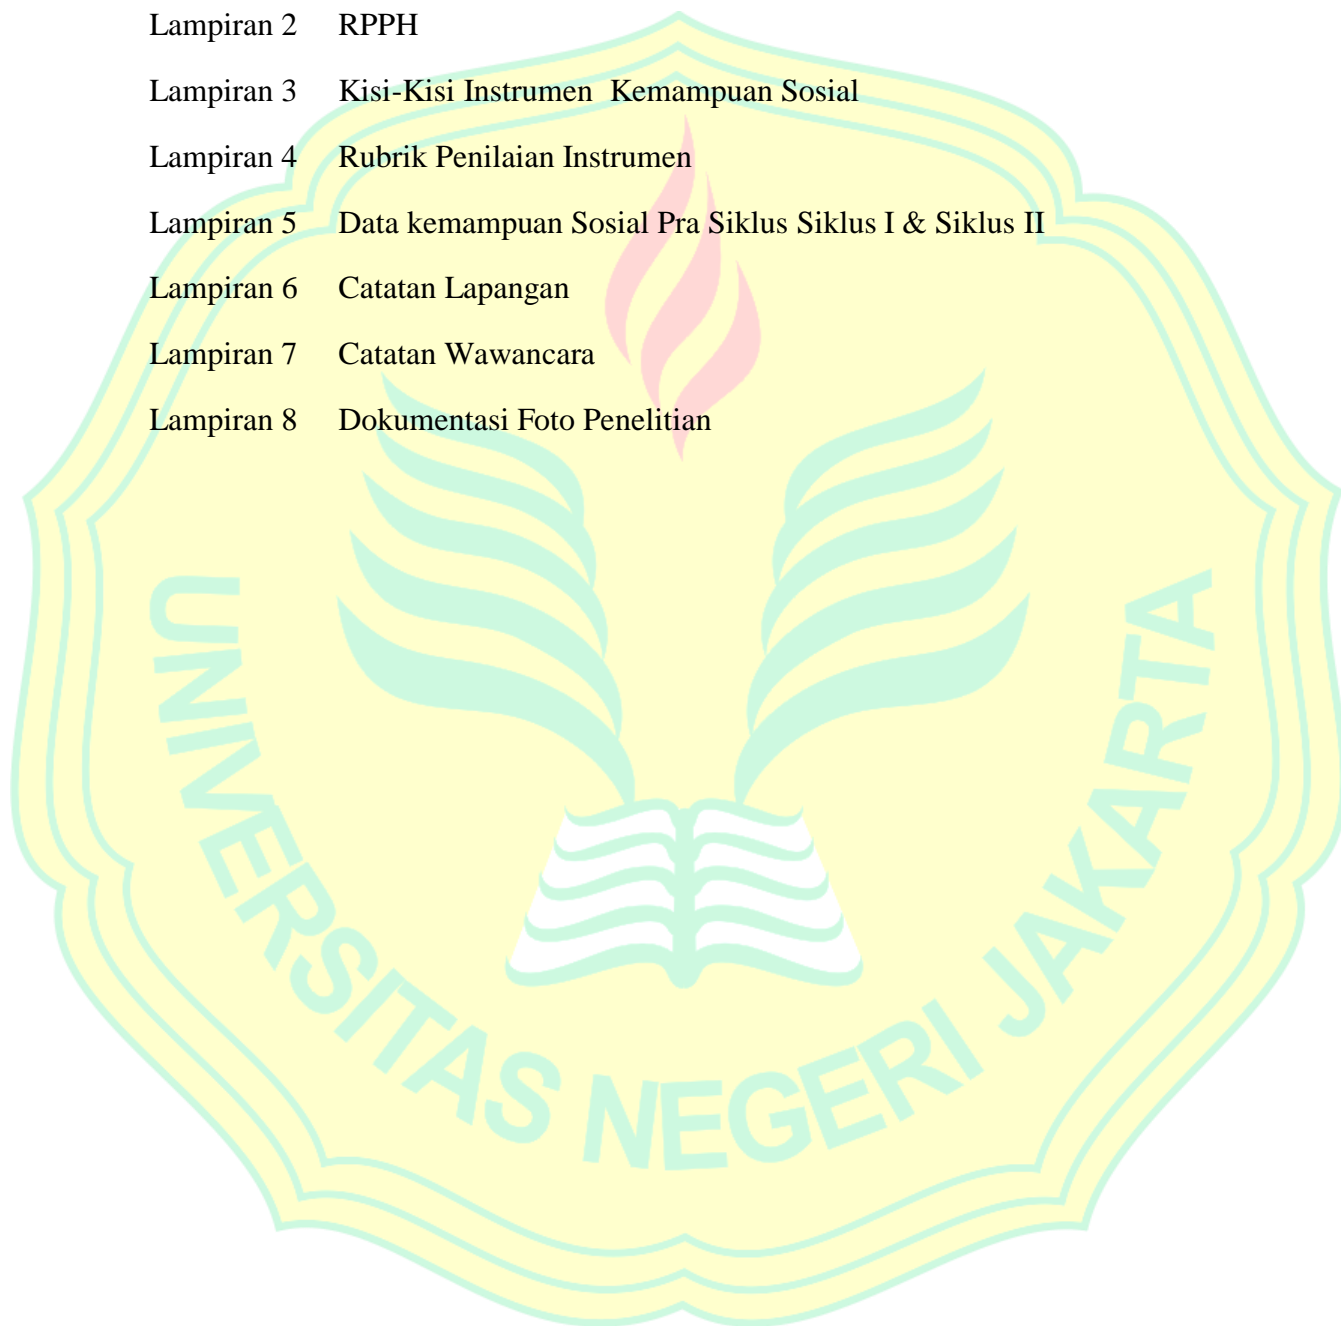 Lampiran 2 RPPH
Lampiran 3 Kisi-Kisi Instrumen Kemampuan Sosial
Lampiran 4 Rubrik Penilaian Instrumen
Lampiran 5 Data kemampuan Sosial Pra Siklus Siklus I & Siklus II
Lampiran 6 Catatan Lapangan
Lampiran 7 Catatan Wawancara
Lampiran 8 Dokumentasi Foto Penelitian
UNIVERSITAS NEGERI JAKARTA